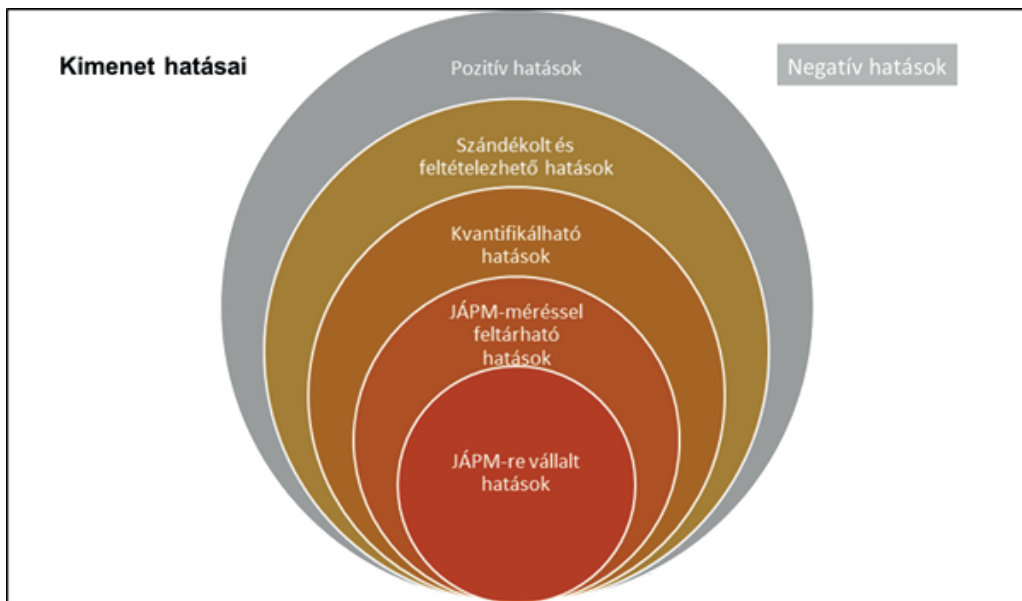 Kimenet hatásai
Pozitív hatások
Negatív hatások
Szándékolt és
feltételezhető hatások
Kvantifikálható
hatások
JÁPM-méréssel
feltárható
hatások
JÁPM-re vállalt
hatások